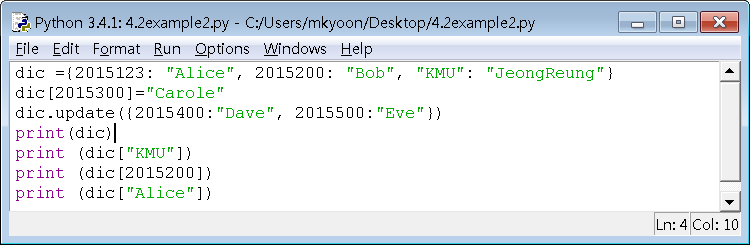 Python 3.4.1: 4.2example2.py - C:/Users/mkyoon/Desktop/4.2example2.py
File Edit Format Run Options Windows Help
dic ={2015123: "Alice", 2015200: "Bob", "KMU": "JeongReung"}
dic[2015300]="Carole"
dic.update({2015400:"Dave", 2015500:"Eve"})
print(dic)
print (dic["KMU"])
print (dic[2015200])
print (dic["Alice"])
Ln: 4 Col: 10